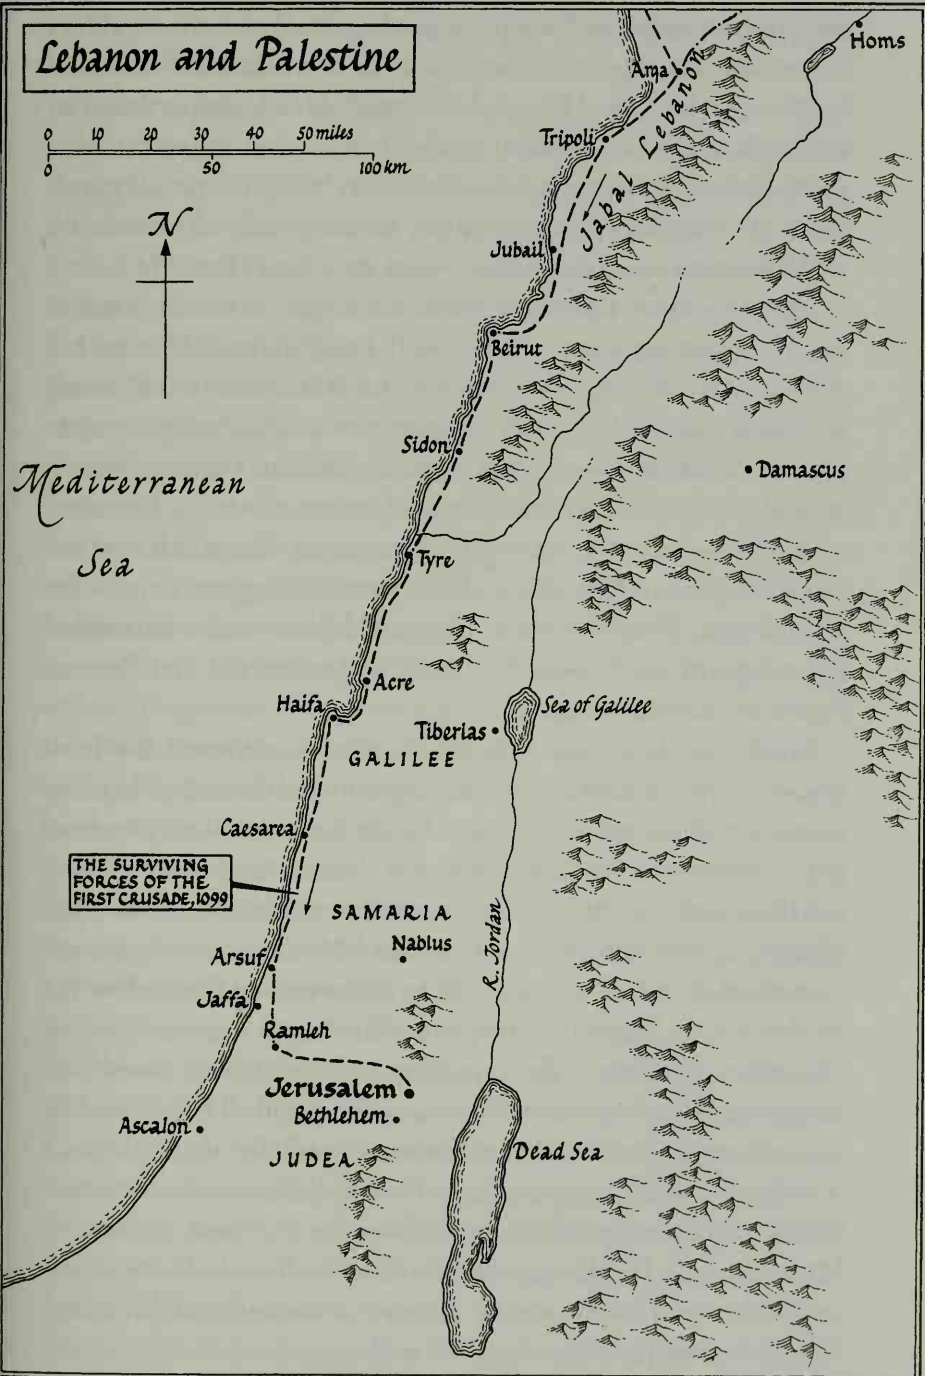 Lebanon and Palestine
0 10 20 30 40 50 miles
0 50 100 km
N
Homs
Arqa
Tripoli
Jabal Lebanon
Jubail
Beirut
Sidon
Damascus
Mediterranean
Sea
Tyre
Acre
Haifa
Sea of Galilee
Tiberias
GALILEE
Caesarea
THE SURVIVING
FORCES OF THE
FIRST CRUSADE, 1099
SAMARIA
Nablus
R. Jordan
Arsuf
Jaffa
Ramleh
Jerusalem
Bethlehem
Ascalon
JUDEA
Dead Sea